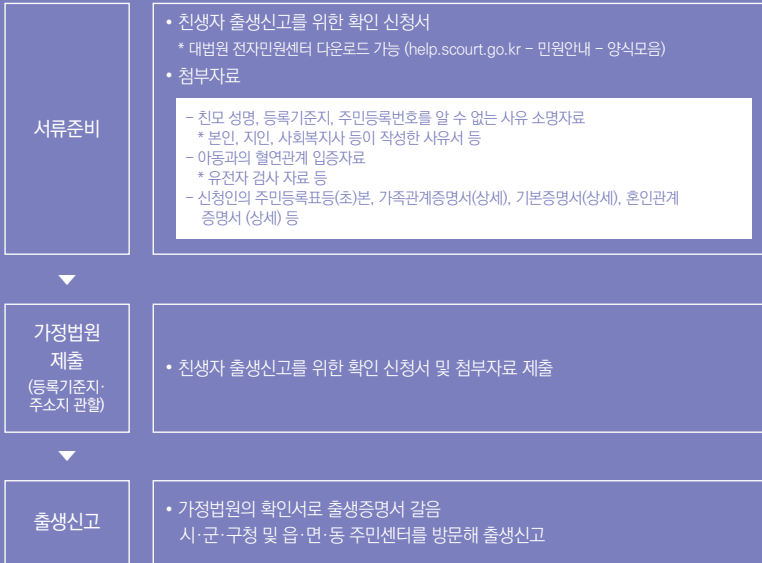 서류준비
• 친생자 출생신고를 위한 확인 신청서
* 대법원 전자민원센터 다운로드 가능 (help.scourt.go.kr - 민원안내 - 양식모음)
• 첨부자료
- 친모 성명, 등록기준지, 주민등록번호를 알 수 없는 사유 소명자료
* 본인, 지인, 사회복지사 등이 작성한 사유서 등
- 아동과의 혈연관계 입증자료
* 유전자 검사 자료 등
- 신청인의 주민등록표등(초)본, 가족관계증명서(상세), 기본증명서(상세), 혼인관계
증명서 (상세) 등
가정법원
제출
(등록기준지·
주소지 관할)
• 친생자 출생신고를 위한 확인 신청서 및 첨부자료 제출
출생신고
• 가정법원의 확인서로 출생증명서 갈음
시·군·구청 및 읍·면·동 주민센터를 방문해 출생신고